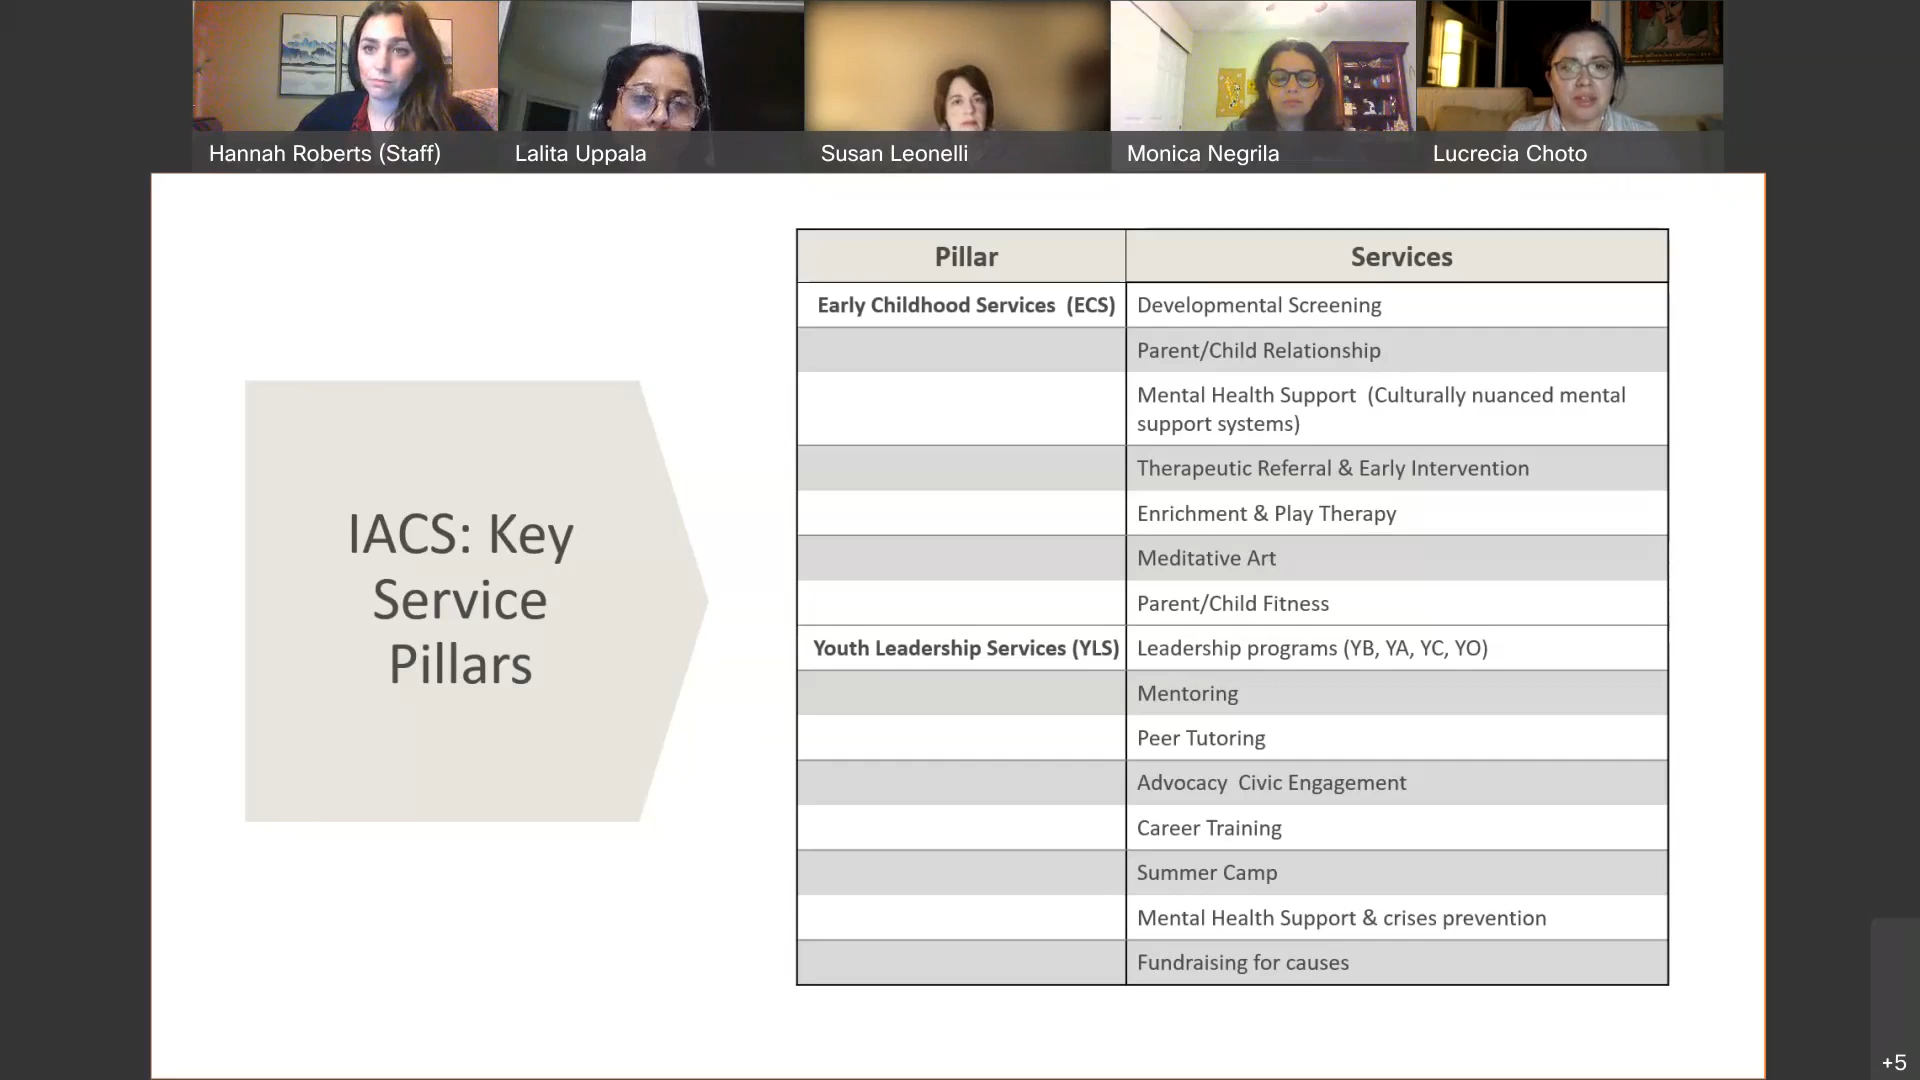 Hannah Roberts (Staff)
Lalita Uppala
Susan Leonelli
Monica Negrila
Lucrecia Choto
IACS: Key
Service
Pillars
Pillar Services
Early Childhood Services (ECS) Developmental Screening
Parent/Child Relationship
Mental Health Support (Culturally nuanced mental
support systems)
Therapeutic Referral & Early Intervention
Enrichment & Play Therapy
Meditative Art
Parent/Child Fitness
Youth Leadership Services (YLS) Leadership programs (YB, YA, YC, YO)
Mentoring
Peer Tutoring
Advocacy Civic Engagement
Career Training
Summer Camp
Mental Health Support & crises prevention
Fundraising for causes
+5